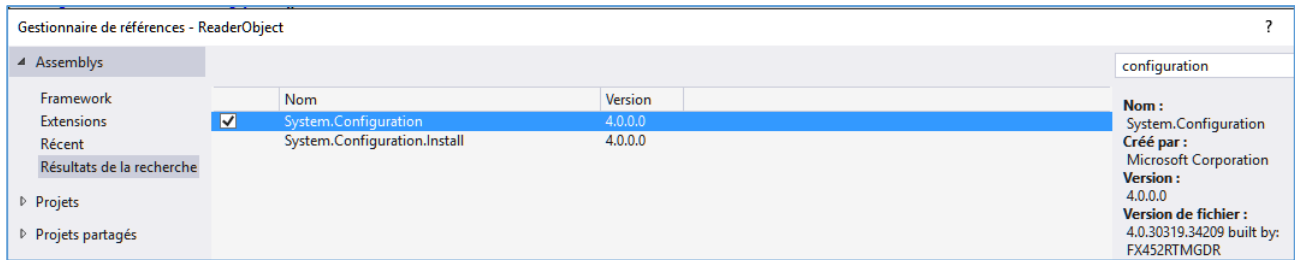 Gestionnaire de références - ReaderObject ?
Assemblys
configuration
Framework
Extensions
Récent
Résultats de la recherche
Projets
Projets partagés
Nom Version
System.Configuration 4.0.0.0
System.Configuration.Install 4.0.0.0
Nom :
System.Configuration
Créé par :
Microsoft Corporation
Version :
4.0.0.0
Version de fichier :
4.0.30319.34209 built by:
FX452RTMGDR